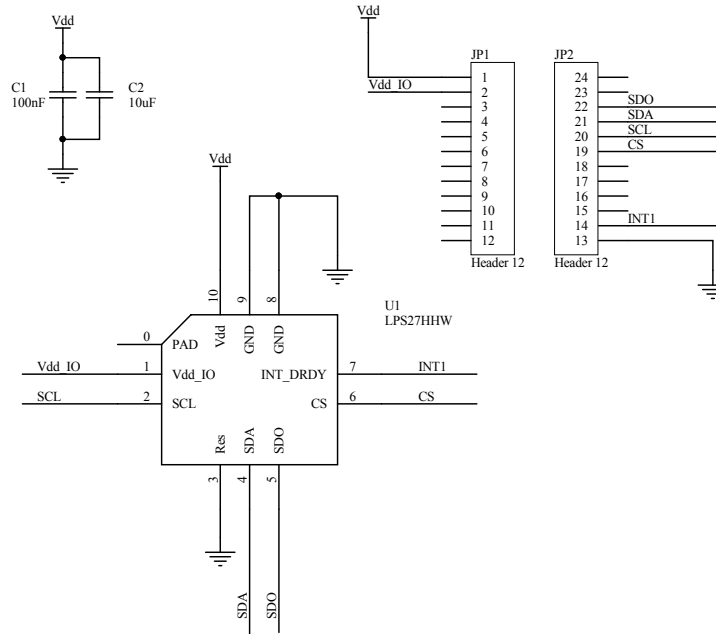 Vdd
C1
100nF
C2
10uF
Vdd
JP1
1
Vdd_IO
2
3
4
5
6
7
8
9
10
11
12
Header 12
JP2
24
23
22
SDO
21
SDA
20
SCL
19
CS
18
17
16
15
14
INT1
13
Header 12
Vdd
10
9
8
U1
LPS27HHW
0
PAD
Vdd
GND
GND
Vdd_IO
1
Vdd_IO
INT_DRDY
7
INT1
SCL
2
SCL
CS
6
CS
Res
SDA
SDO
3
4
5
SDA
SDO